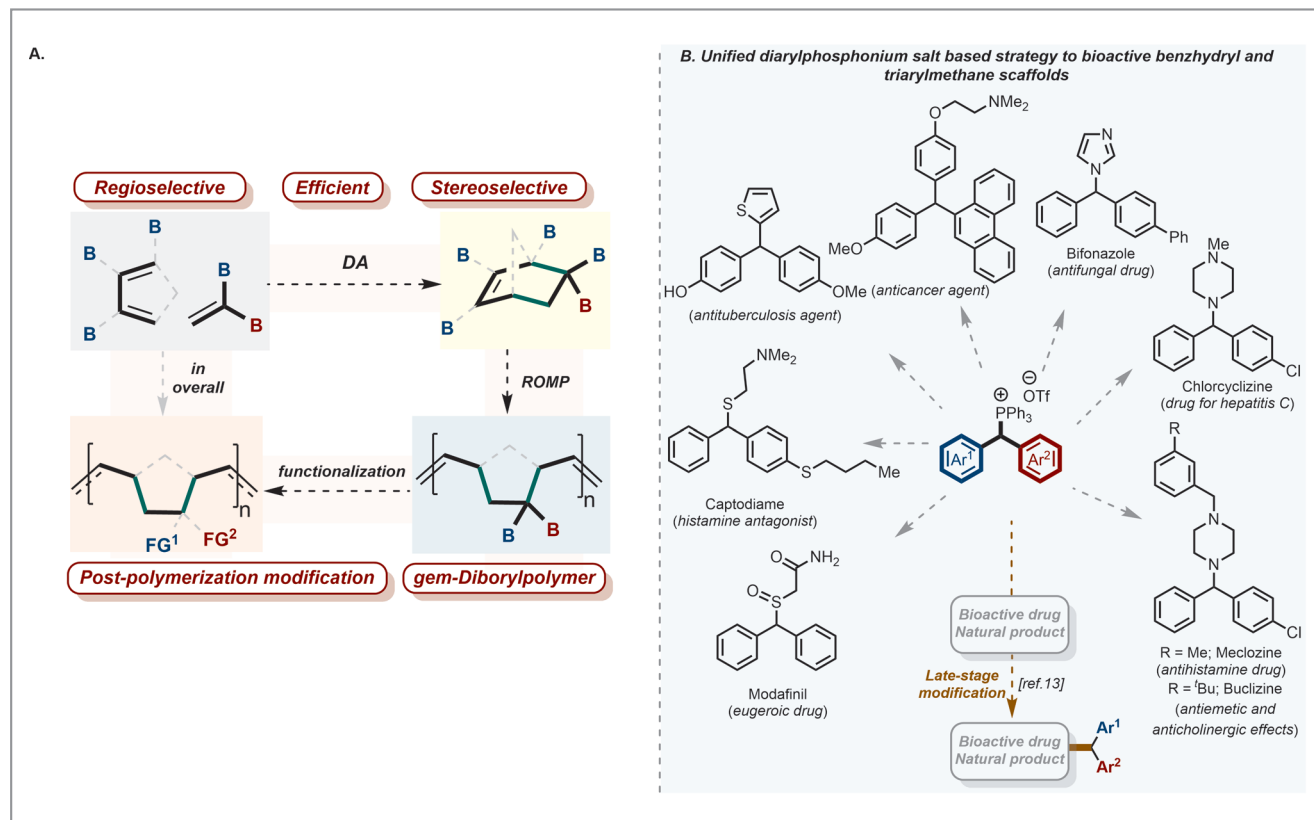 A.
Regioselective
Efficient
Stereoselective
B
B
B
B
B
DA
B
B
B
B
in
overall
ROMP
functionalization
n
FG¹
FG²
n
B
B
Post-polymerization modification
gem-Diborylpolymer
B. Unified diarylphosphonium salt based strategy to bioactive benzhydryl and
triarylmethane scaffolds
NMe₂
O
MeO
(anticancer agent)
S
HO
OMe
(antituberculosis agent)
N
N
Ph
Bifonazole
(antifungal drug)
Me
N
N
Cl
Chlorcyclizine
(drug for hepatitis C)
NMe₂
S
S
Me
Captodiame
(histamine antagonist)
⊕
PPh₃
⊖
OTf
Ar¹
Ar²
R
N
N
Cl
R = Me; Meclozine
(antihistamine drug)
R = ᵗBu; Buclizine
(antiemetic and
anticholinergic effects)
O
NH₂
O
S
Modafinil
(eugeroic drug)
Bioactive drug
Natural product
Late-stage
modification
[ref.13]
Bioactive drug
Natural product
Ar¹
Ar²